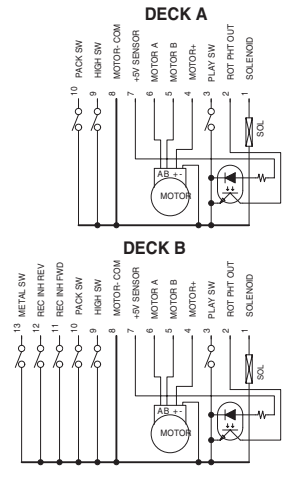 DECK A
10 PACK SW
9 HIGH SW
8 MOTOR- COM
7 +5V SENSOR
6 MOTOR A
5 MOTOR B
4 MOTOR+
3 PLAY SW
2 ROT PHT OUT
1 SOLENOID
SOL
AB +-
MOTOR
DECK B
13 METAL SW
12 REC INH REV
11 REC INH FWD
10 PACK SW
9 HIGH SW
8 MOTOR- COM
7 +5V SENSOR
6 MOTOR A
5 MOTOR B
4 MOTOR+
3 PLAY SW
2 ROT PHT OUT
1 SOLENOID
SOL
AB +-
MOTOR